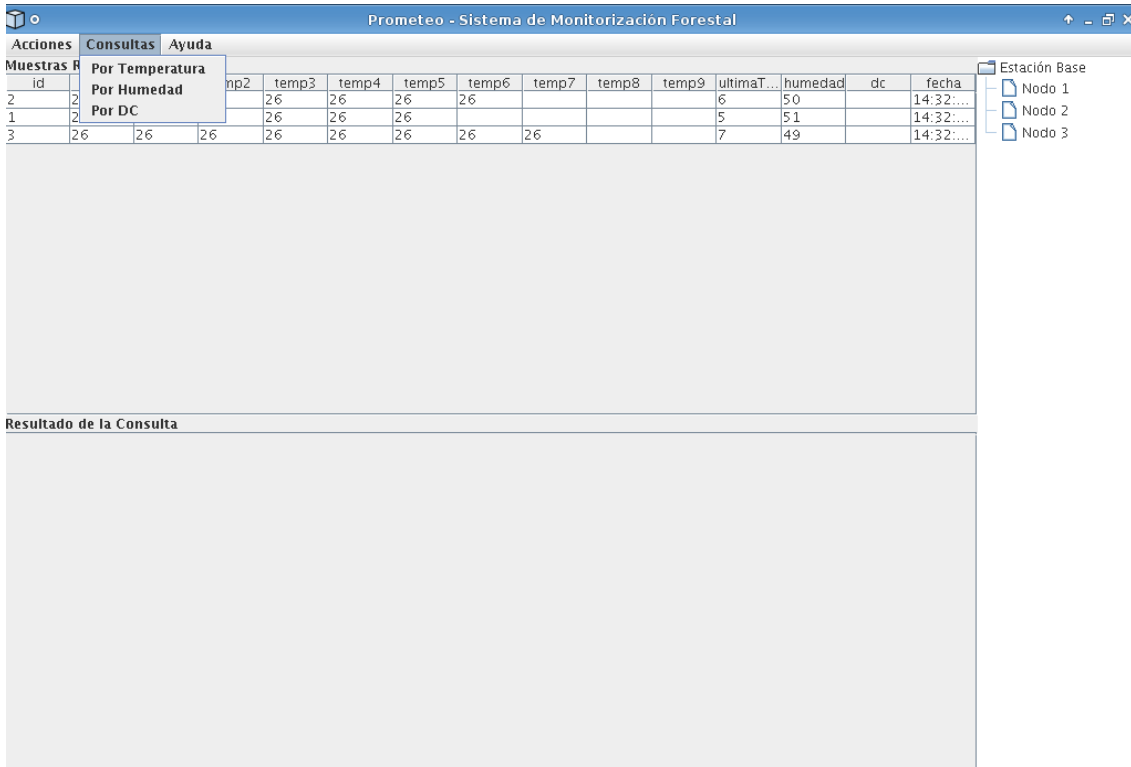 Prometeo - Sistema de Monitorización Forestal
Acciones Consultas Ayuda
Por Temperatura
Por Humedad
Por DC
Muestras
id temp3 temp4 temp5 temp6 temp7 temp8 temp9 ultimaT... humedad dc fecha
2 26 26 26 26 6 50 14:32:...
1 26 26 26 5 51 14:32:...
3 26 26 26 26 26 26 26 26 7 49 14:32:...
Estación Base
Nodo 1
Nodo 2
Nodo 3
Resultado de la Consulta